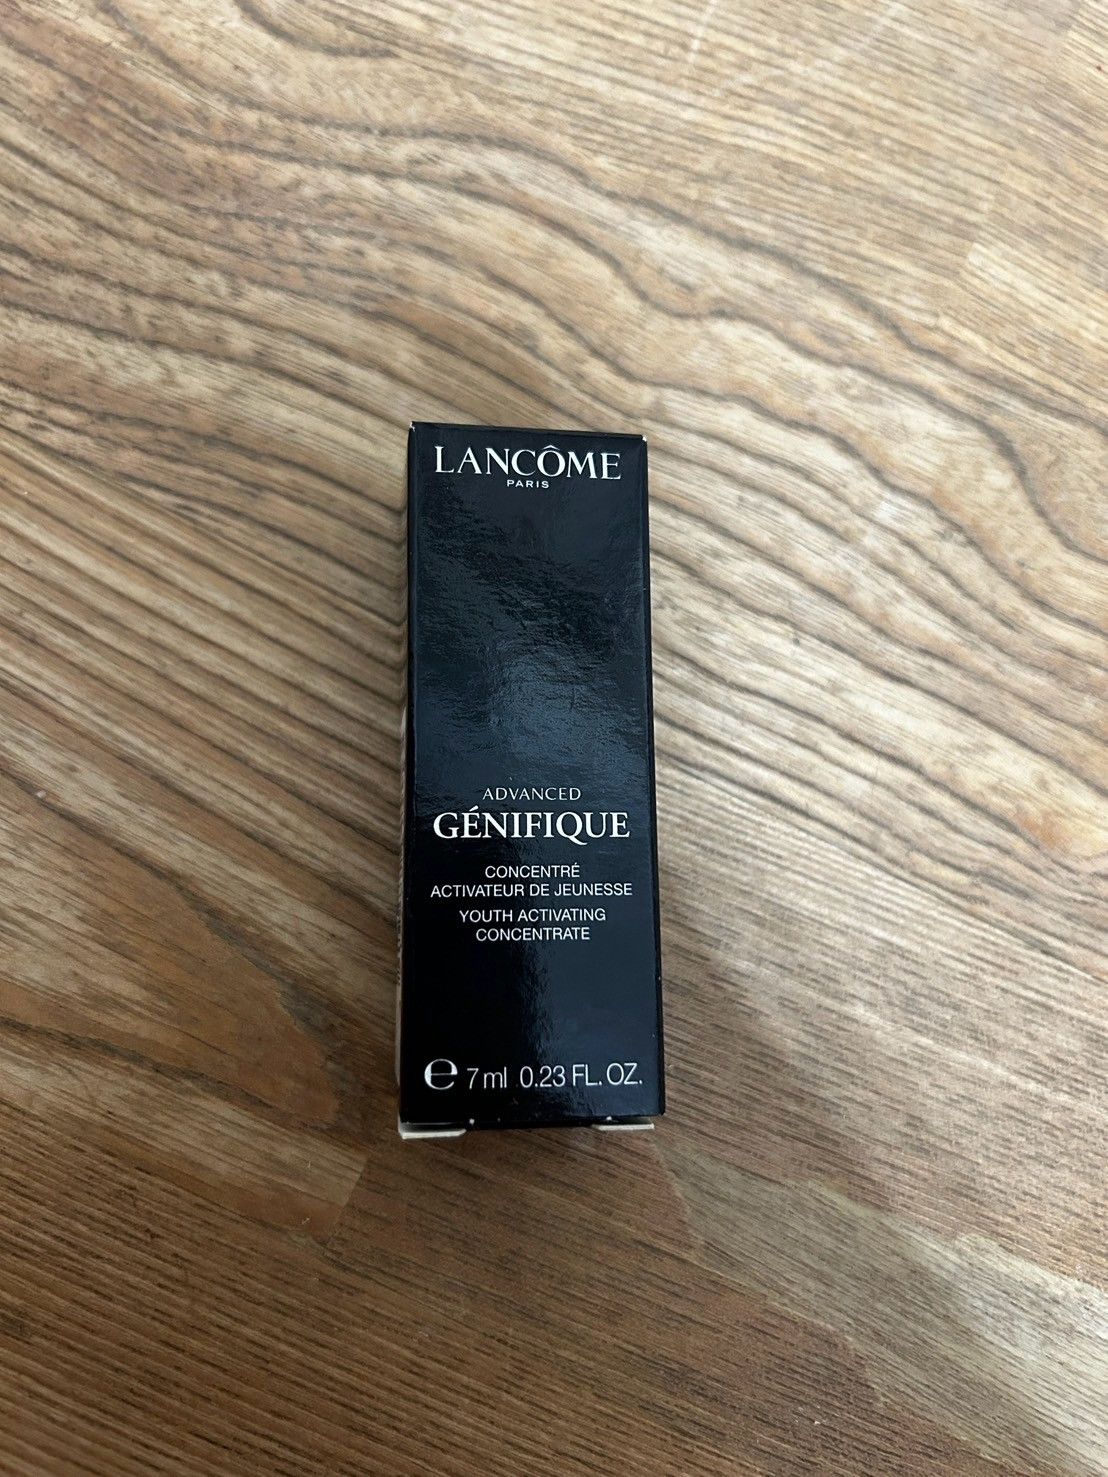 LANCÔME
PARIS
ADVANCED
GÉNIFIQUE
CONCENTRÉ
ACTIVATEUR DE JEUNESSE
YOUTH ACTIVATING
CONCENTRATE
℮ 7 ml 0.23 FL. OZ.